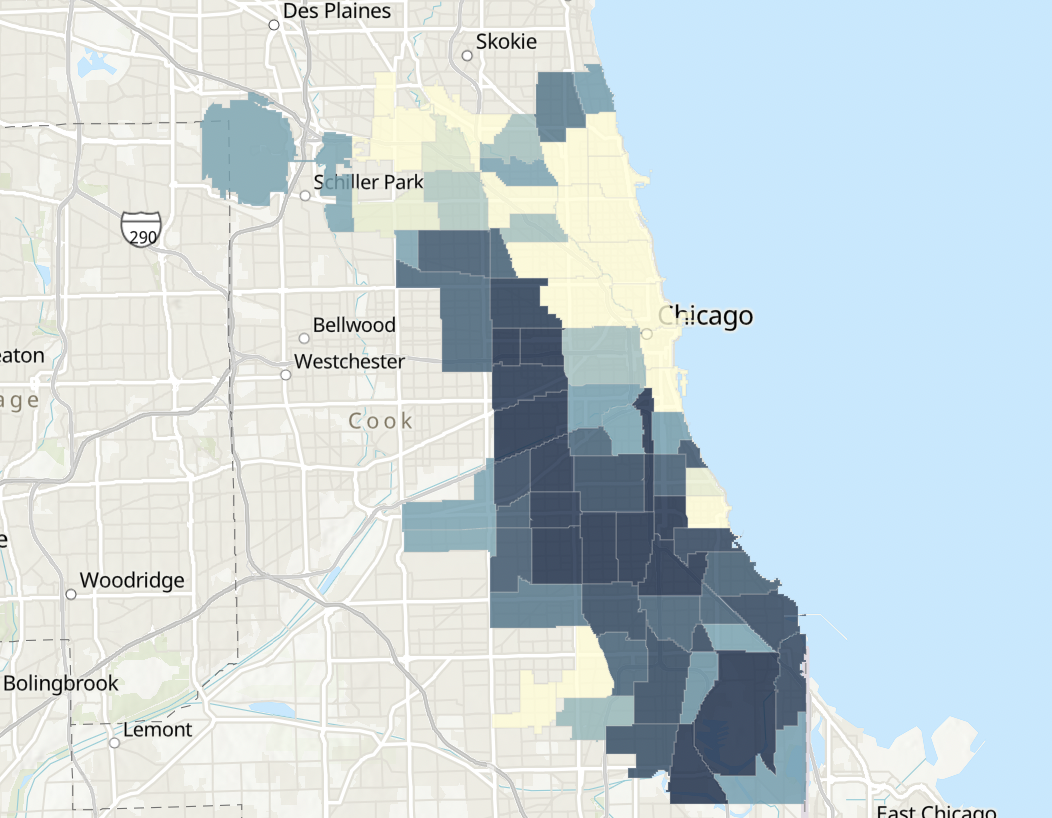 Des Plaines
Skokie
Schiller Park
290
Chicago
Bellwood
eaton
Westchester
age
Cook
e
Woodridge
Bolingbrook
Lemont
East Chicago